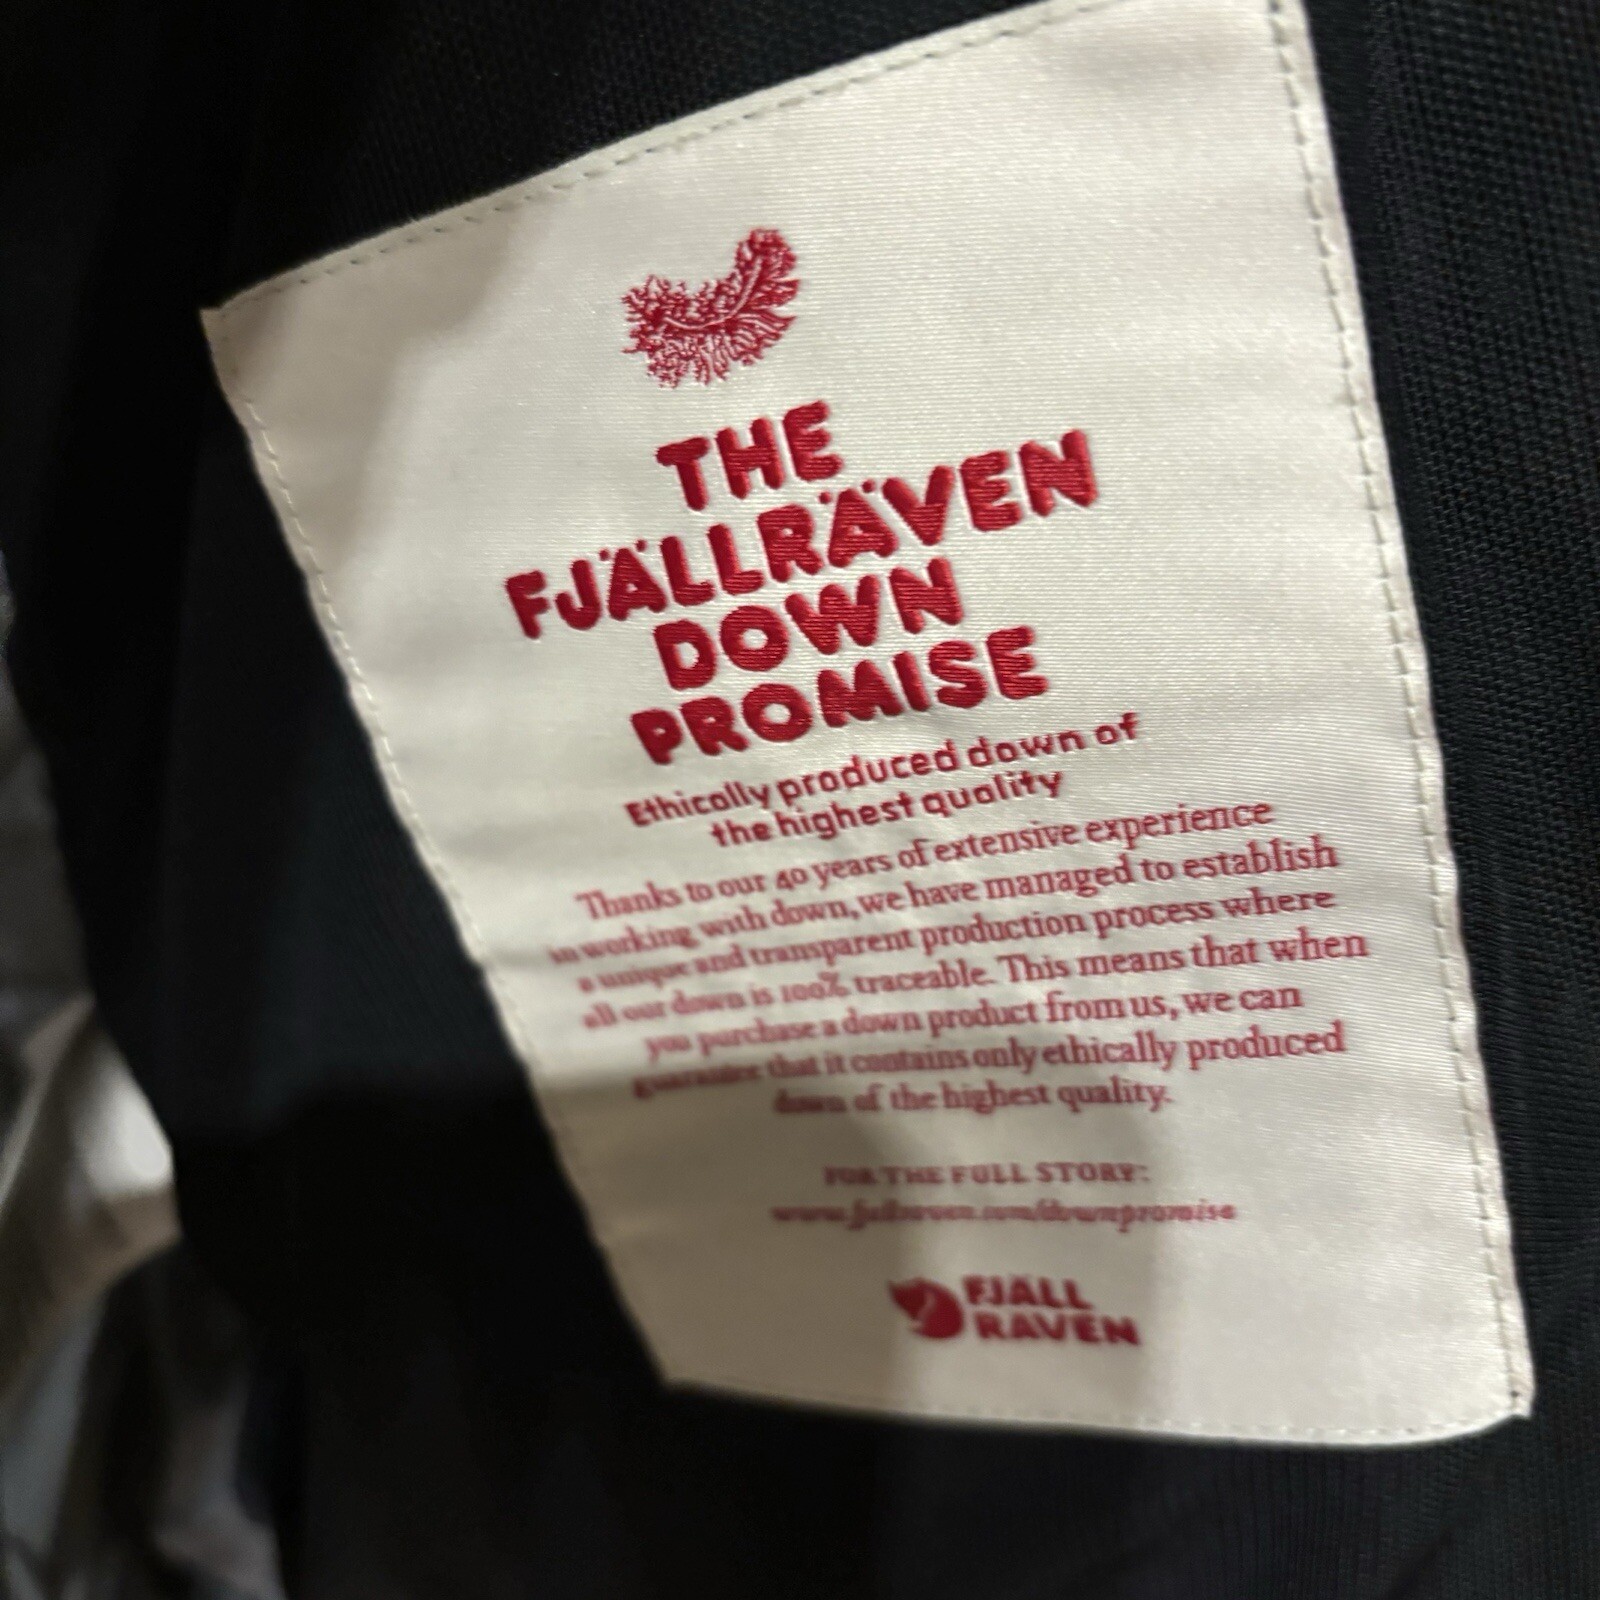 THE
FJÄLLRÄVEN
DOWN
PROMISE
Ethically produced down of
the highest quality
Thanks to our 40 years of extensive experience
in working with down, we have managed to establish
a unique and transparent production process where
all our down is 100% traceable. This means that when
you purchase a down product from us, we can
guarantee that it contains only ethically produced
down of the highest quality.
FOR THE FULL STORY:
www.fjallraven.com/downpromise
FJALL
RAVEN